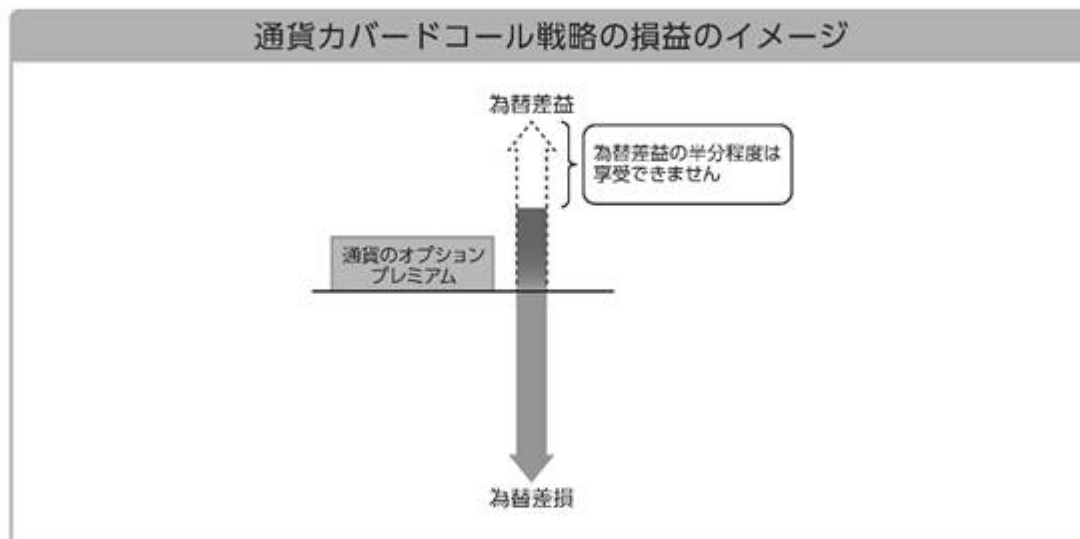 通貨カバードコール戦略の損益のイメージ
為替差益
為替差益の半分程度は
享受できません
通貨のオプション
プレミアム
為替差損